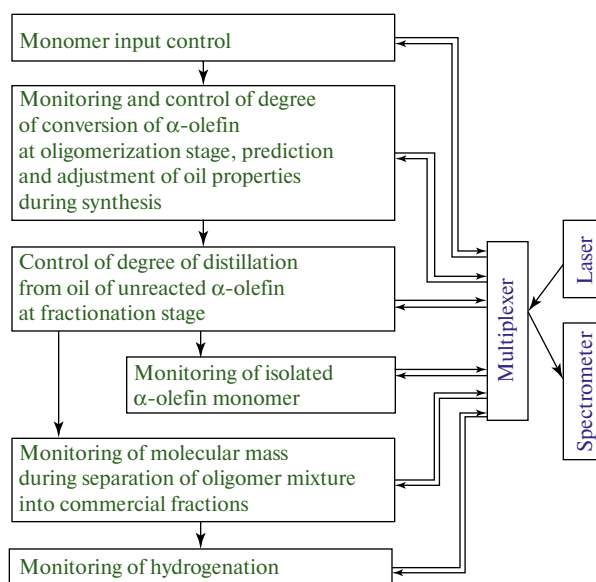 Monomer input control
Monitoring and control of degree
of conversion of α-olefin
at oligomerization stage, prediction
and adjustment of oil properties
during synthesis
Control of degree of distillation
from oil of unreacted α-olefin
at fractionation stage
Monitoring of isolated
α-olefin monomer
Monitoring of molecular mass
during separation of oligomer mixture
into commercial fractions
Monitoring of hydrogenation
Multiplexer
Laser
Spectrometer